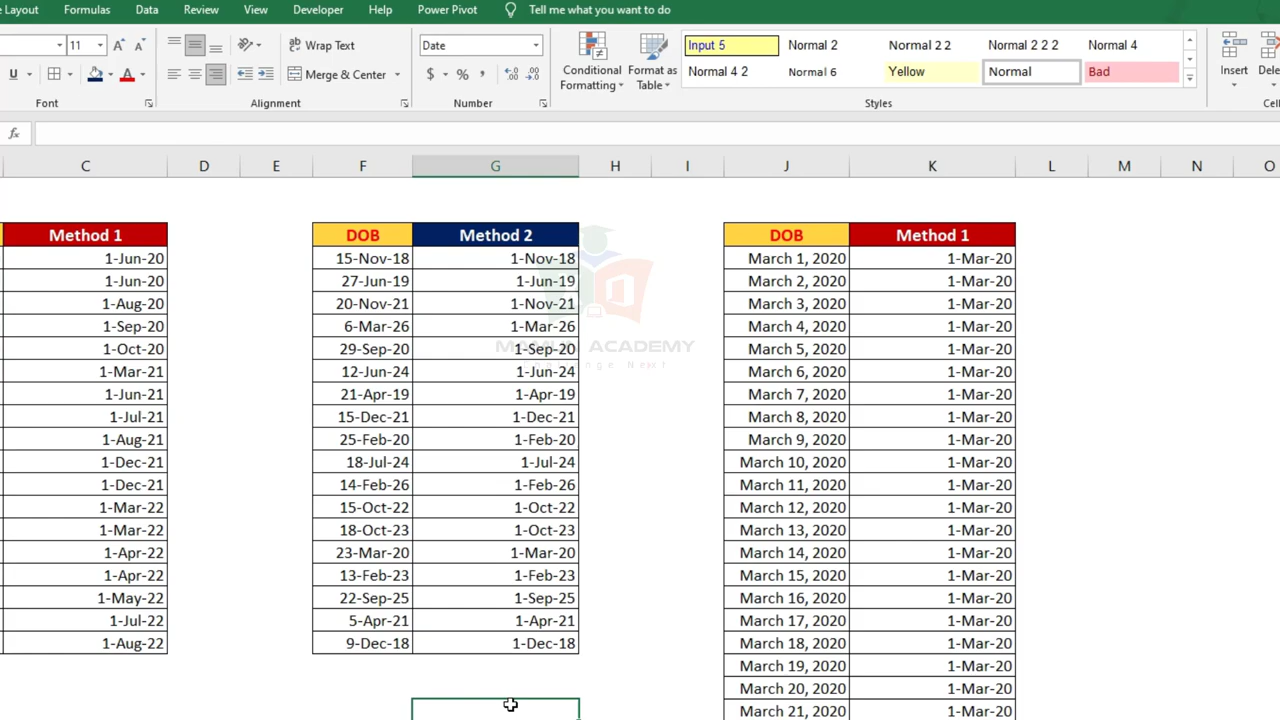 e Layout Formulas Data Review View Developer Help Power Pivot Tell me what you want to do
11 A A Wrap Text Date $ % , Conditional Formatting Format as Table Input 5 Normal 2 Normal 2 2 Normal 2 2 2 Normal 4
U A Merge & Center Normal 4 2 Normal 6 Yellow Normal Bad Insert Dele
Font Alignment Number Styles Cel
fx
C D E F G H I J K L M N O
Method 1 DOB Method 2 DOB Method 1
1-Jun-20 15-Nov-18 1-Nov-18 March 1, 2020 1-Mar-20
1-Jun-20 27-Jun-19 1-Jun-19 March 2, 2020 1-Mar-20
1-Aug-20 20-Nov-21 1-Nov-21 March 3, 2020 1-Mar-20
1-Sep-20 6-Mar-26 1-Mar-26 March 4, 2020 1-Mar-20
1-Oct-20 29-Sep-20 1-Sep-20 March 5, 2020 1-Mar-20
1-Mar-21 12-Jun-24 1-Jun-24 March 6, 2020 1-Mar-20
1-Jun-21 21-Apr-19 1-Apr-19 March 7, 2020 1-Mar-20
1-Jul-21 15-Dec-21 1-Dec-21 March 8, 2020 1-Mar-20
1-Aug-21 25-Feb-20 1-Feb-20 March 9, 2020 1-Mar-20
1-Dec-21 18-Jul-24 1-Jul-24 March 10, 2020 1-Mar-20
1-Dec-21 14-Feb-26 1-Feb-26 March 11, 2020 1-Mar-20
1-Mar-22 15-Oct-22 1-Oct-22 March 12, 2020 1-Mar-20
1-Mar-22 18-Oct-23 1-Oct-23 March 13, 2020 1-Mar-20
1-Apr-22 23-Mar-20 1-Mar-20 March 14, 2020 1-Mar-20
1-Apr-22 13-Feb-23 1-Feb-23 March 15, 2020 1-Mar-20
1-May-22 22-Sep-25 1-Sep-25 March 16, 2020 1-Mar-20
1-Jul-22 5-Apr-21 1-Apr-21 March 17, 2020 1-Mar-20
1-Aug-22 9-Dec-18 1-Dec-18 March 18, 2020 1-Mar-20
March 19, 2020 1-Mar-20
March 20, 2020 1-Mar-20
March 21, 2020 1-Mar-20
ACADEMY